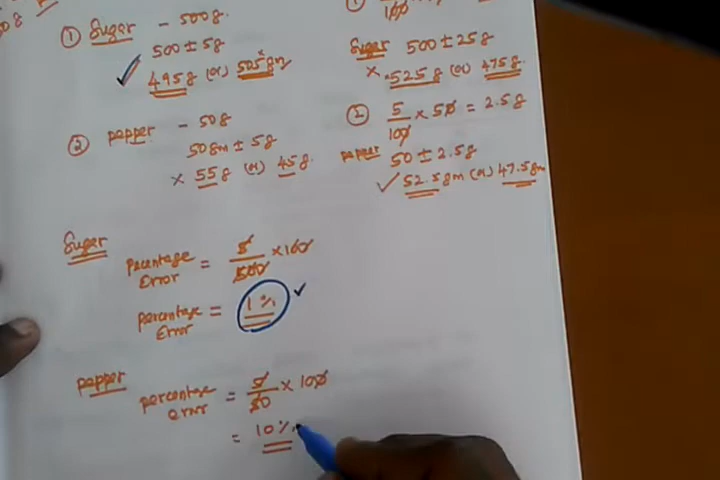 ① Sugar - 500g.
500 ± 5g
495g (or) 505gm
② pepper - 50g
50gm ± 5g
× 55g (or) 45g.
①
100
Sugar 500 ± 25g
× 525g (or) 475g.
② 5/100 × 50 = 2.5g
pepper 50 ± 2.5g
✓ 52.5gm (or) 47.5gm
Sugar
percentage Error = 5/500 × 100
percentage Error = 1% ✓
pepper
percentage error = 5/50 × 100
= 10%